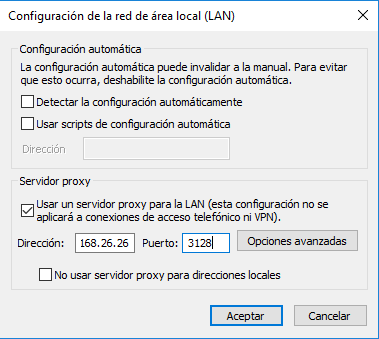 Configuración de la red de área local (LAN)
Configuración automática
La configuración automática puede invalidar a la manual. Para evitar
que esto ocurra, deshabilite la configuración automática.
Detectar la configuración automáticamente
Usar scripts de configuración automática
Dirección
Servidor proxy
Usar un servidor proxy para la LAN (esta configuración no se
aplicará a conexiones de acceso telefónico ni VPN).
Dirección: 168.26.26 Puerto: 3128 Opciones avanzadas
No usar servidor proxy para direcciones locales
Aceptar Cancelar